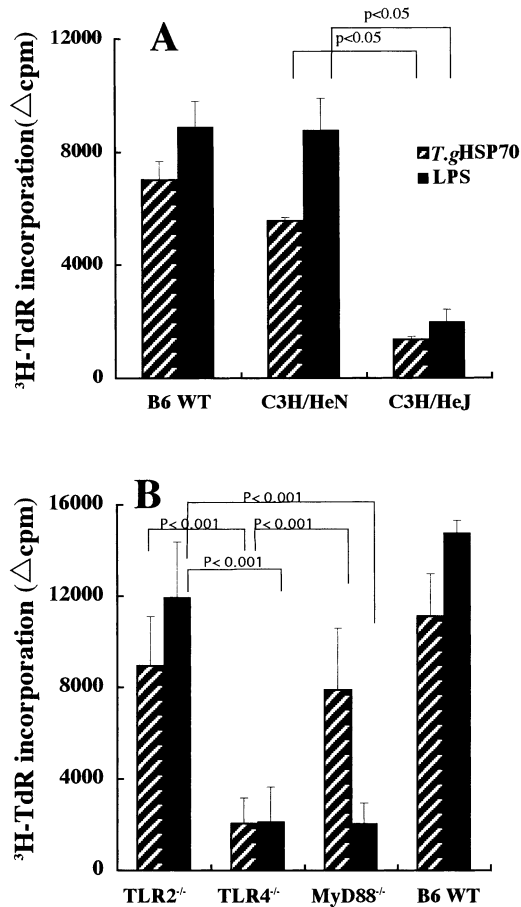 A
p<0.05
p<0.05
12000
8000
4000
0
³H-TdR incorporation(△cpm)
T.g.HSP70
LPS
B6 WT C3H/HeN C3H/HeJ
B
P< 0.001
P< 0.001 P< 0.001
P< 0.001
16000
12000
8000
4000
0
³H-TdR incorporation (△cpm)
TLR2-/- TLR4-/- MyD88-/- B6 WT